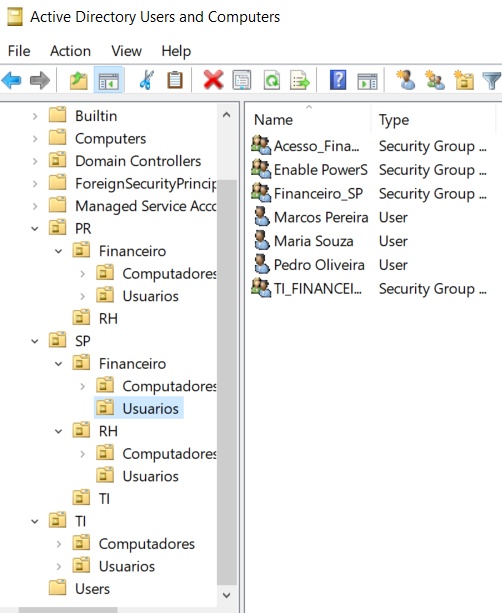 Active Directory Users and Computers
File Action View Help
Builtin
Computers
Domain Controllers
ForeignSecurityPrincip
Managed Service Acco
PR
Financeiro
Computadores
Usuarios
RH
SP
Financeiro
Computadores
Usuarios
RH
Computadores
Usuarios
TI
TI
Computadores
Usuarios
Users
Name Type
Acesso_Fina... Security Group ...
Enable PowerS Security Group ...
Financeiro_SP Security Group ...
Marcos Pereira User
Maria Souza User
Pedro Oliveira User
TI_FINANCEI... Security Group ...